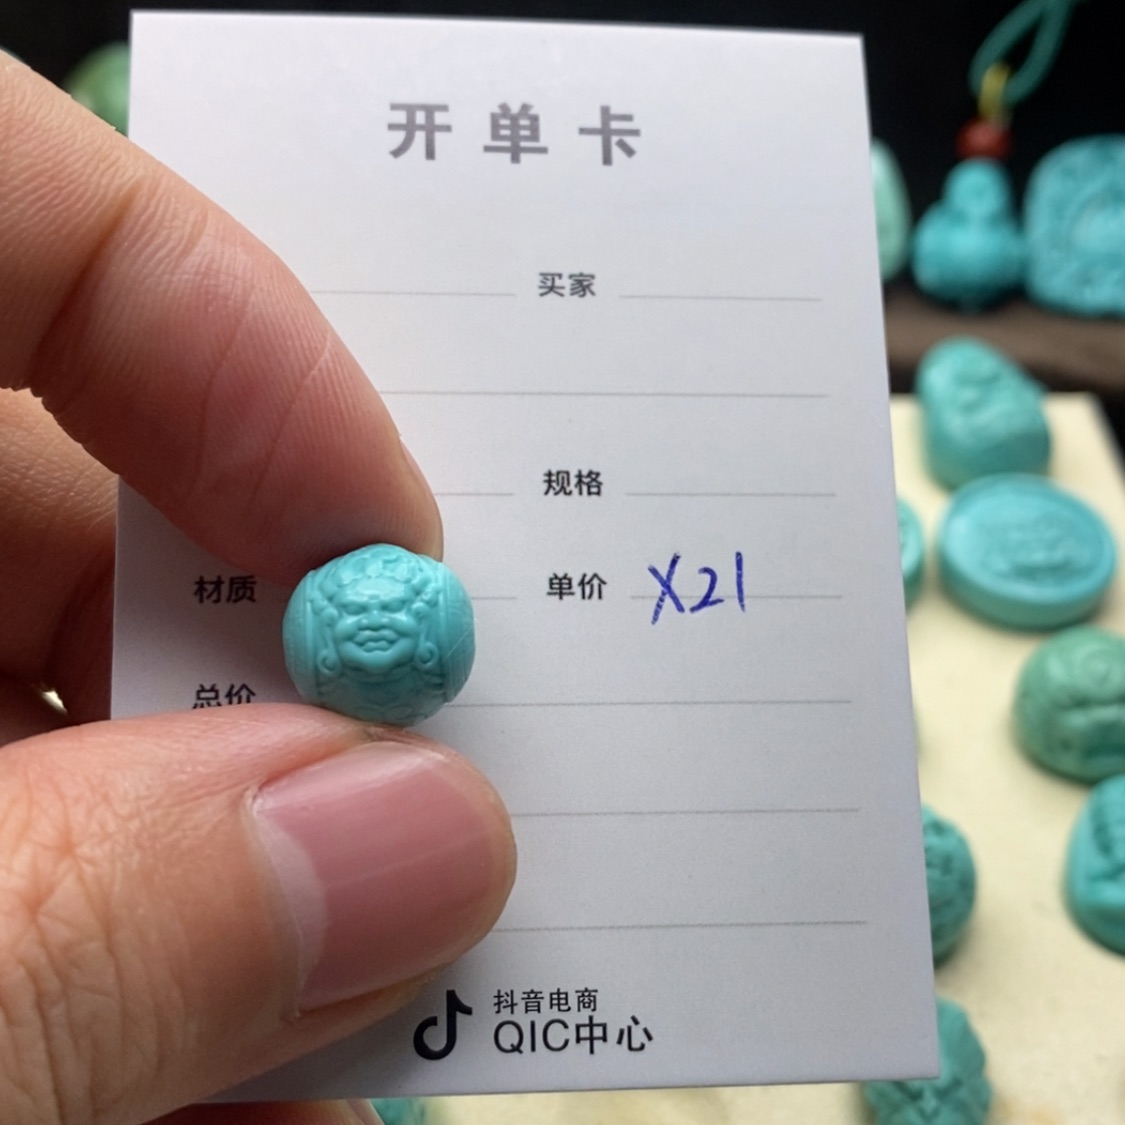 开单卡
买家
规格
材质 单价 X21
总价
抖音电商
QIC中心